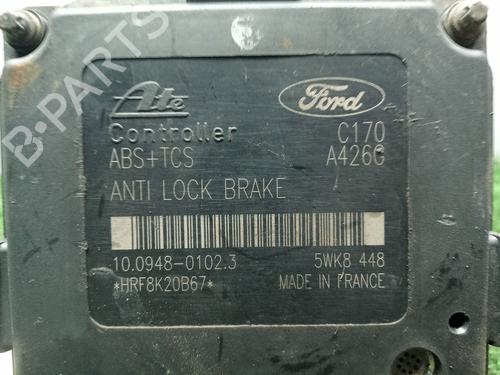 Ate
Ford
Controller
C170
ABS+TCS
A426G
ANTI LOCK BRAKE
10.0948-0102.3
5WK8 448
*HRF8K20B67*
MADE IN FRANCE
B-PARTS